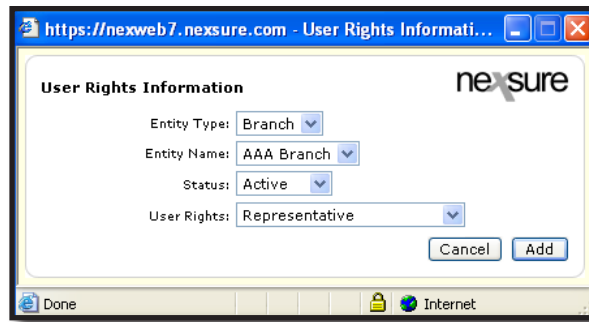 https://nexweb7.nexsure.com - User Rights Informati...
User Rights Information
nexsure
Entity Type: Branch
Entity Name: AAA Branch
Status: Active
User Rights: Representative
Cancel Add
Done Internet